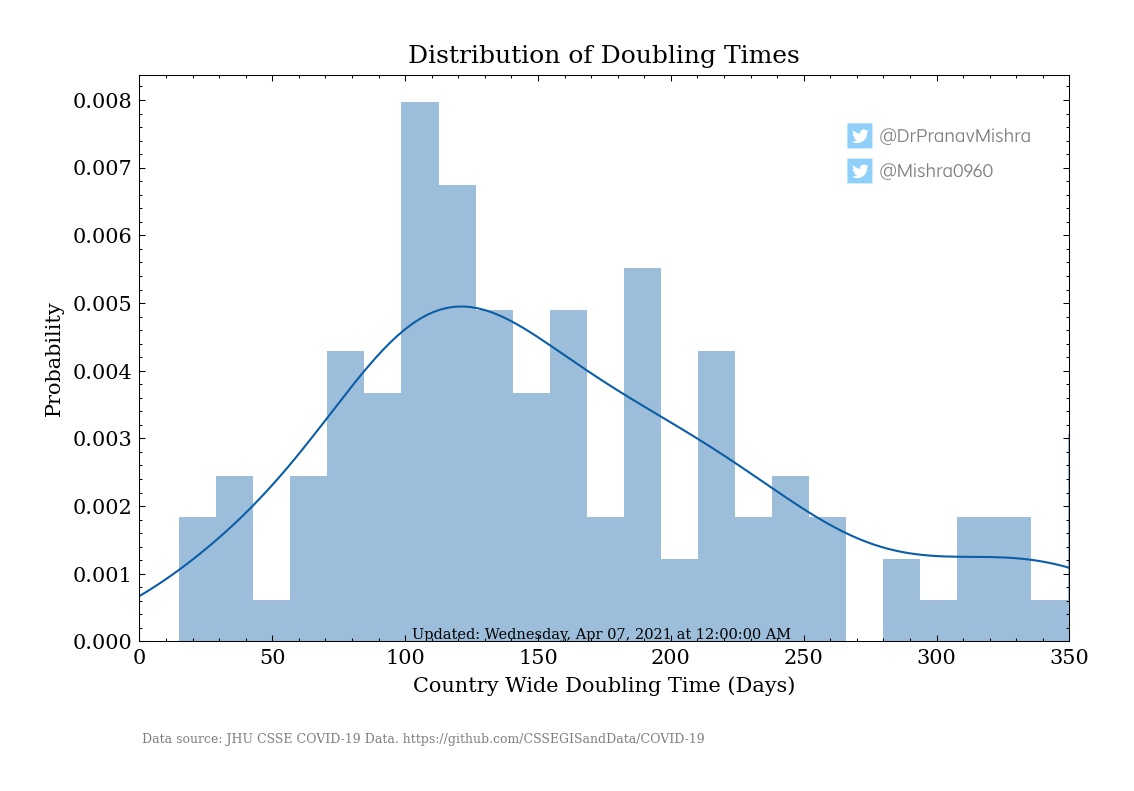 Distribution of Doubling Times
0.008
0.007
0.006
0.005
0.004
0.003
0.002
0.001
0.000
Probability
@DrPranavMishra
@Mishra0960
Updated: Wednesday, Apr 07, 2021 at 12:00:00 AM
0 50 100 150 200 250 300 350
Country Wide Doubling Time (Days)
Data source: JHU CSSE COVID-19 Data. https://github.com/CSSEGISandData/COVID-19